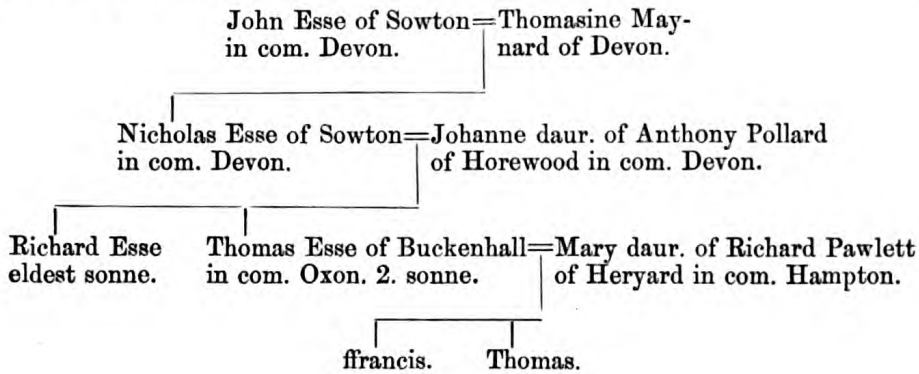 John Esse of Sowton=Thomasine May-
in com. Devon. nard of Devon.
Nicholas Esse of Sowton=Johanne daur. of Anthony Pollard
in com. Devon. of Horewood in com. Devon.
Richard Esse Thomas Esse of Buckenhall=Mary daur. of Richard Pawlett
eldest sonne. in com. Oxon. 2. sonne. of Heryard in com. Hampton.
ffrancis. Thomas.